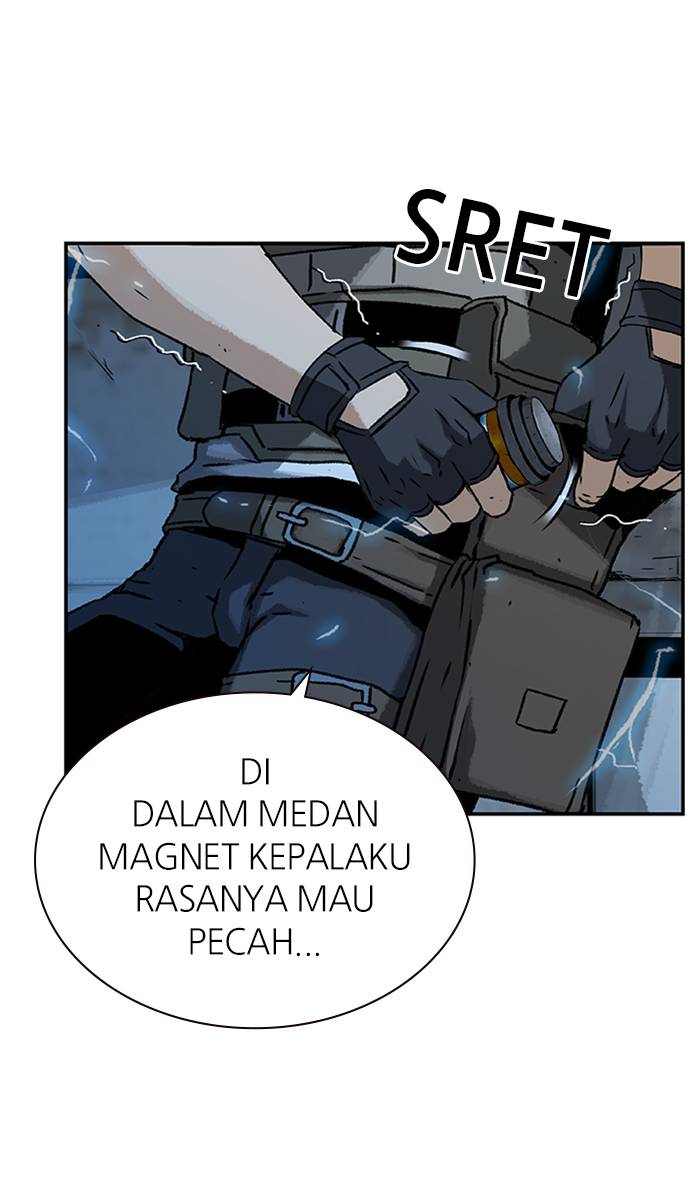 SRET
DI
DALAM MEDAN
MAGNET KEPALAKU
RASANYA MAU
PECAH...